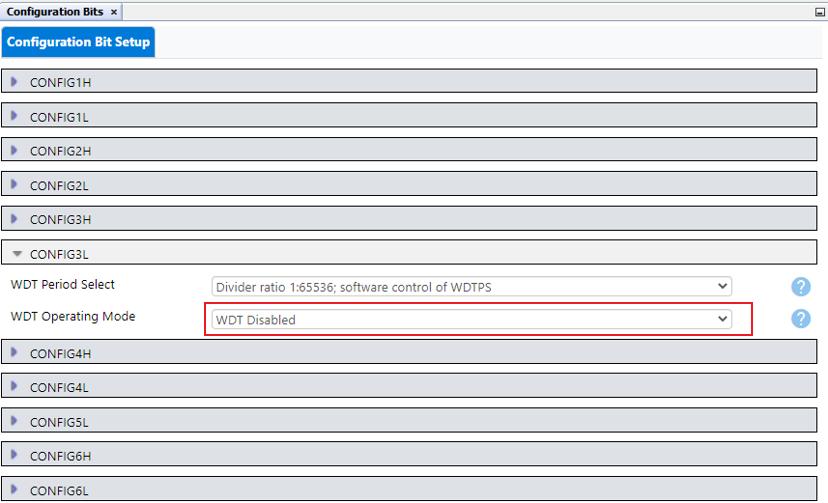 Configuration Bits ×
Configuration Bit Setup
CONFIG1H
CONFIG1L
CONFIG2H
CONFIG2L
CONFIG3H
CONFIG3L
WDT Period Select Divider ratio 1:65536; software control of WDTPS ?
WDT Operating Mode WDT Disabled ?
CONFIG4H
CONFIG4L
CONFIG5L
CONFIG6H
CONFIG6L